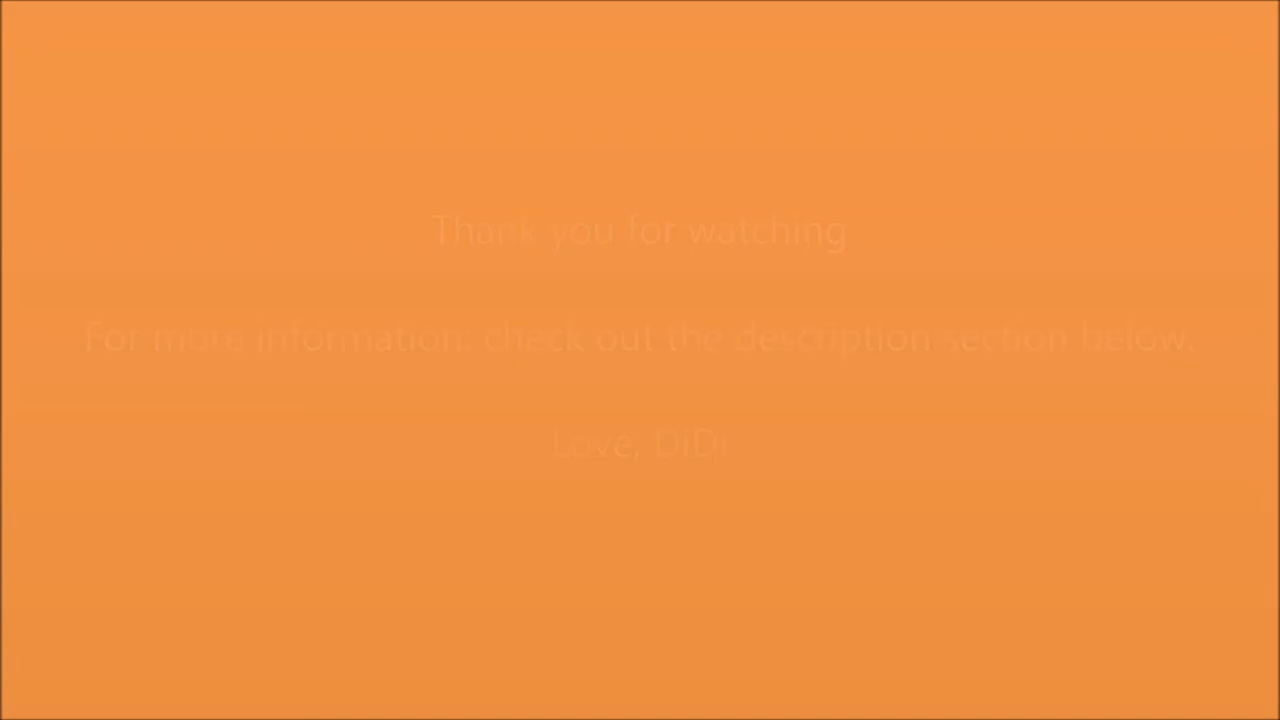 Thank you for watching
For more information: check out the description section below.
Love, DiDi